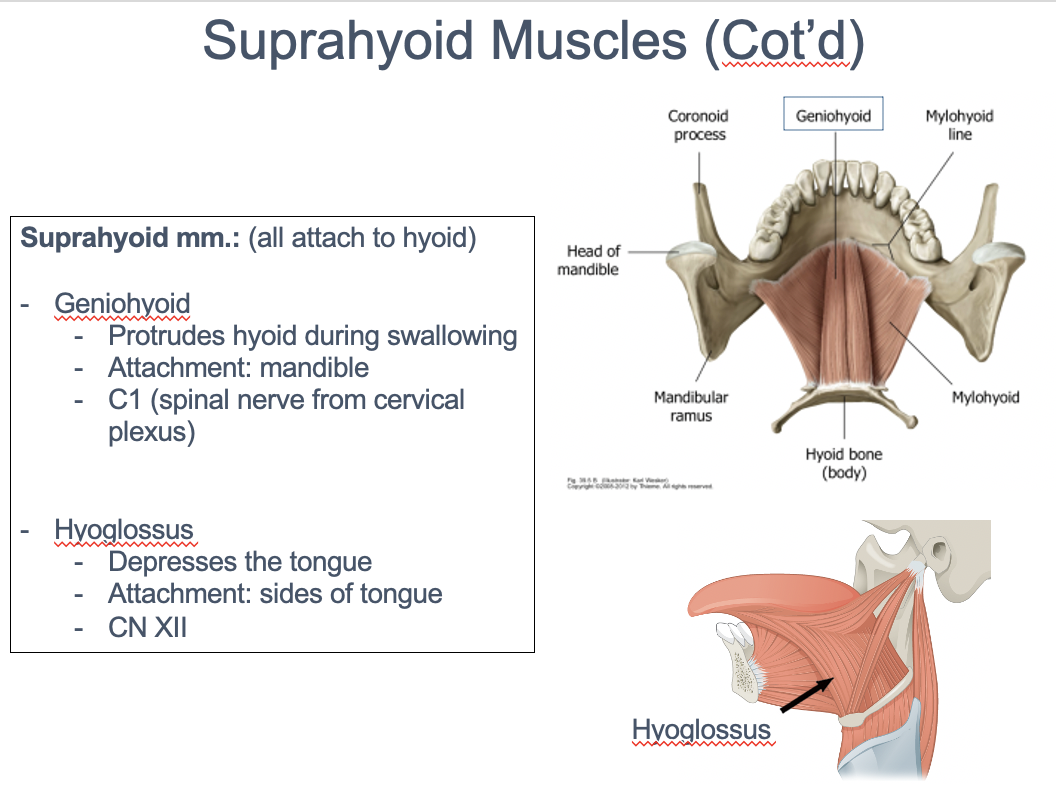 Suprahyoid Muscles (Cot’d)
Suprahyoid mm.: (all attach to hyoid)
- Geniohyoid
- Protrudes hyoid during swallowing
- Attachment: mandible
- C1 (spinal nerve from cervical
plexus)
- Hyoglossus
- Depresses the tongue
- Attachment: sides of tongue
- CN XII
Coronoid
process
Geniohyoid
Mylohyoid
line
Head of
mandible
Mandibular
ramus
Mylohyoid
Hyoid bone
(body)
Fig. 39.5 B (Illustrator: Karl Wesker)
Copyright ©2008-2012 by Thieme. All rights reserved.
Hyoglossus